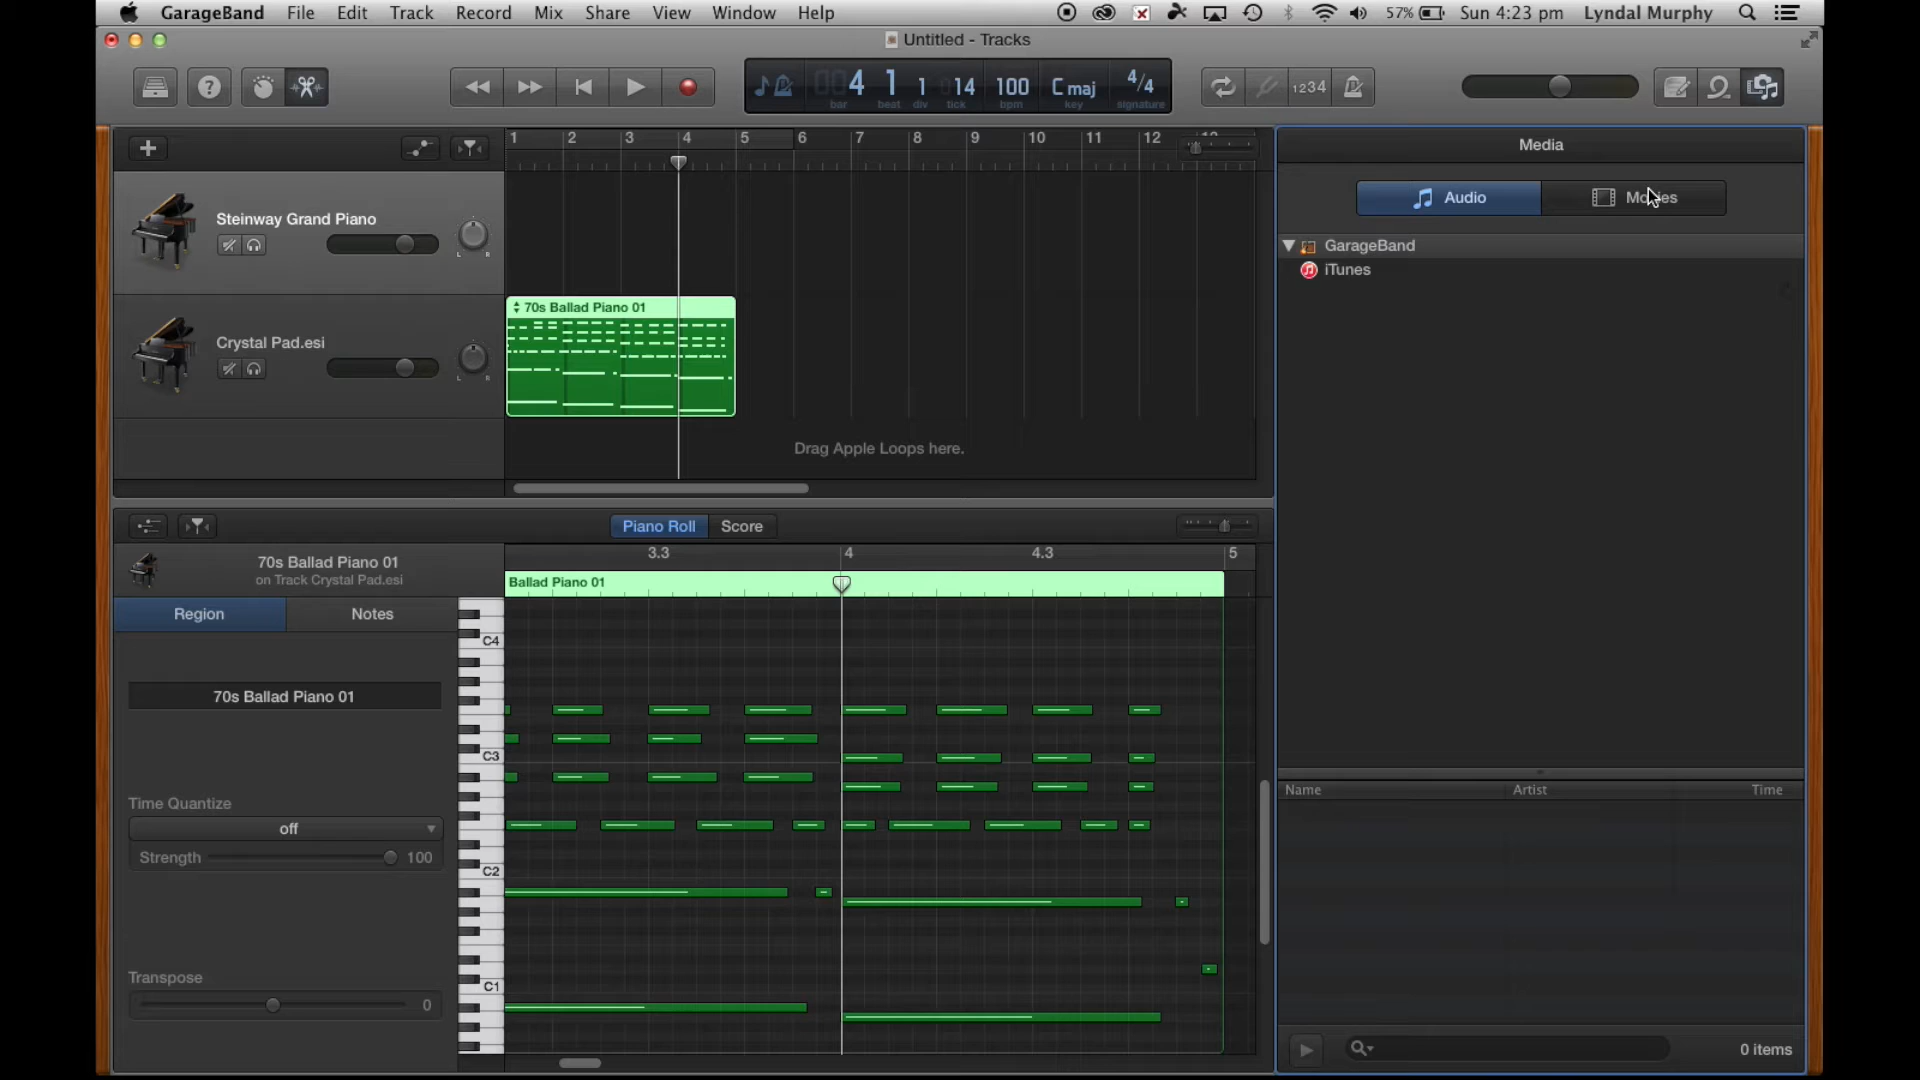 GarageBand File Edit Track Record Mix Share View Window Help
57% Sun 4:23 pm Lyndal Murphy
Untitled - Tracks
4 1 1 14 100 C maj 4/4
bar beat div tick bpm key signature
1234
1 2 3 4 5 6 7 8 9 10 11 12
Steinway Grand Piano
L R
70s Ballad Piano 01
Crystal Pad.esi
L R
Drag Apple Loops here.
Media
Audio
GarageBand
iTunes
Name Artist Time
0 items
Piano Roll Score
70s Ballad Piano 01
on Track Crystal Pad.esi
3.3 4 4.3 5
Ballad Piano 01
Region Notes
70s Ballad Piano 01
Time Quantize
off
Strength 100
Transpose
0
C4
C3
C2
C1